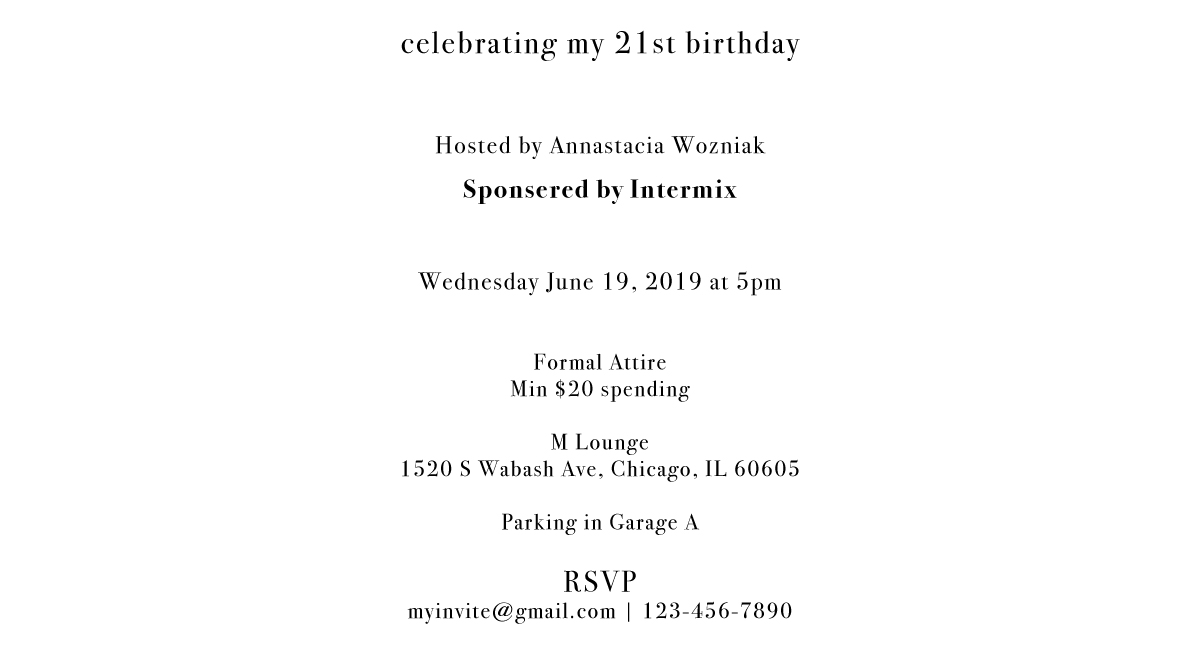 celebrating my 21st birthday
Hosted by Annastacia Wozniak
Sponsered by Intermix
Wednesday June 19, 2019 at 5pm
Formal Attire
Min $20 spending
M Lounge
1520 S Wabash Ave, Chicago, IL 60605
Parking in Garage A
RSVP
myinvite@gmail.com | 123-456-7890